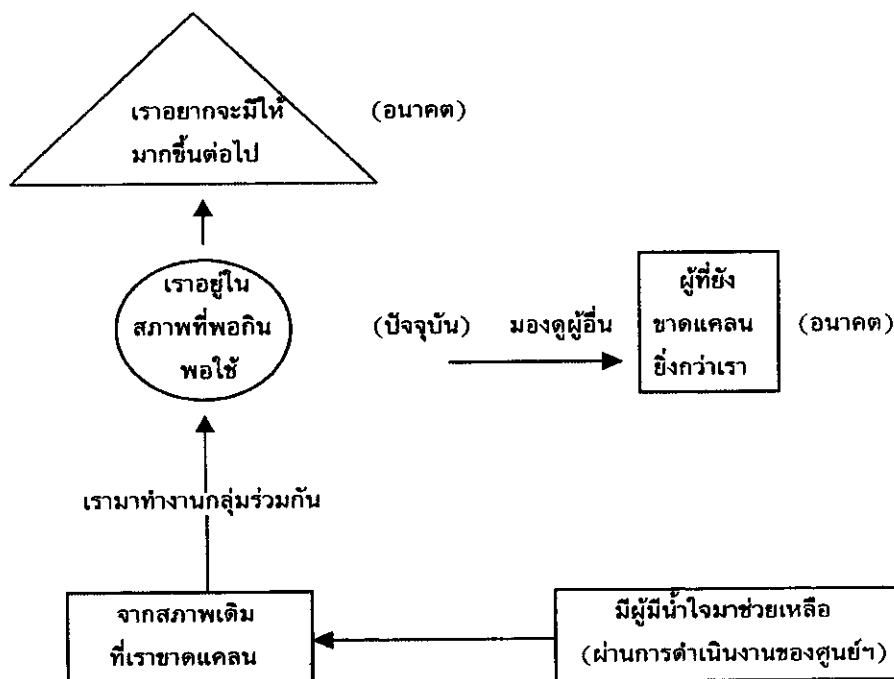 เราอยากจะมีให้
มากขึ้นต่อไป
(อนาคต)
เราอยู่ใน
สภาพที่พอกิน
พอใช้
(ปัจจุบัน)
มองดูผู้อื่น
ผู้ที่ยัง
ขาดแคลน
ยิ่งกว่าเรา
(อนาคต)
เรามาทำงานกลุ่มร่วมกัน
จากสภาพเดิม
ที่เราขาดแคลน
มีผู้มีน้ำใจมาช่วยเหลือ
(ผ่านการดำเนินงานของศูนย์ฯ)